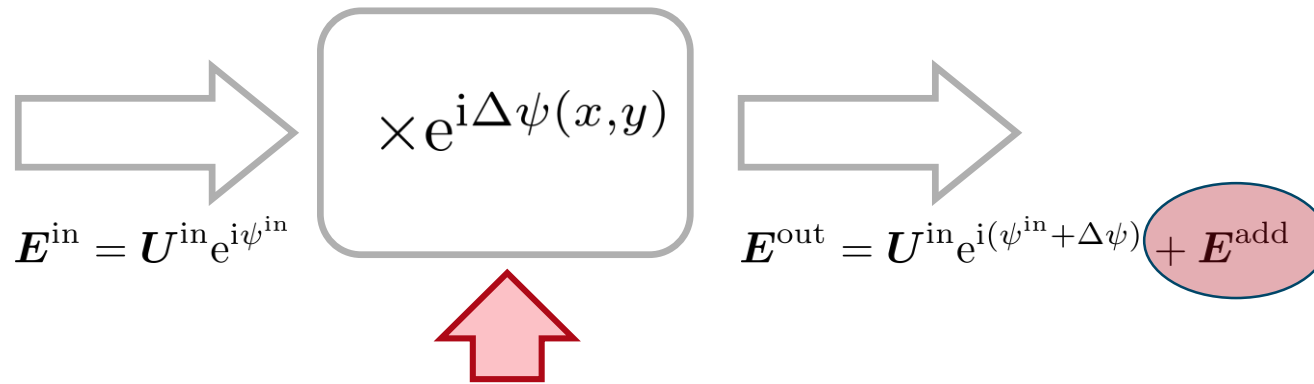 ×e^{iΔψ(x,y)}
E^{in} = U^{in}e^{iψ^{in}}
E^{out} = U^{in}e^{i(ψ^{in}+Δψ)} + E^{add}